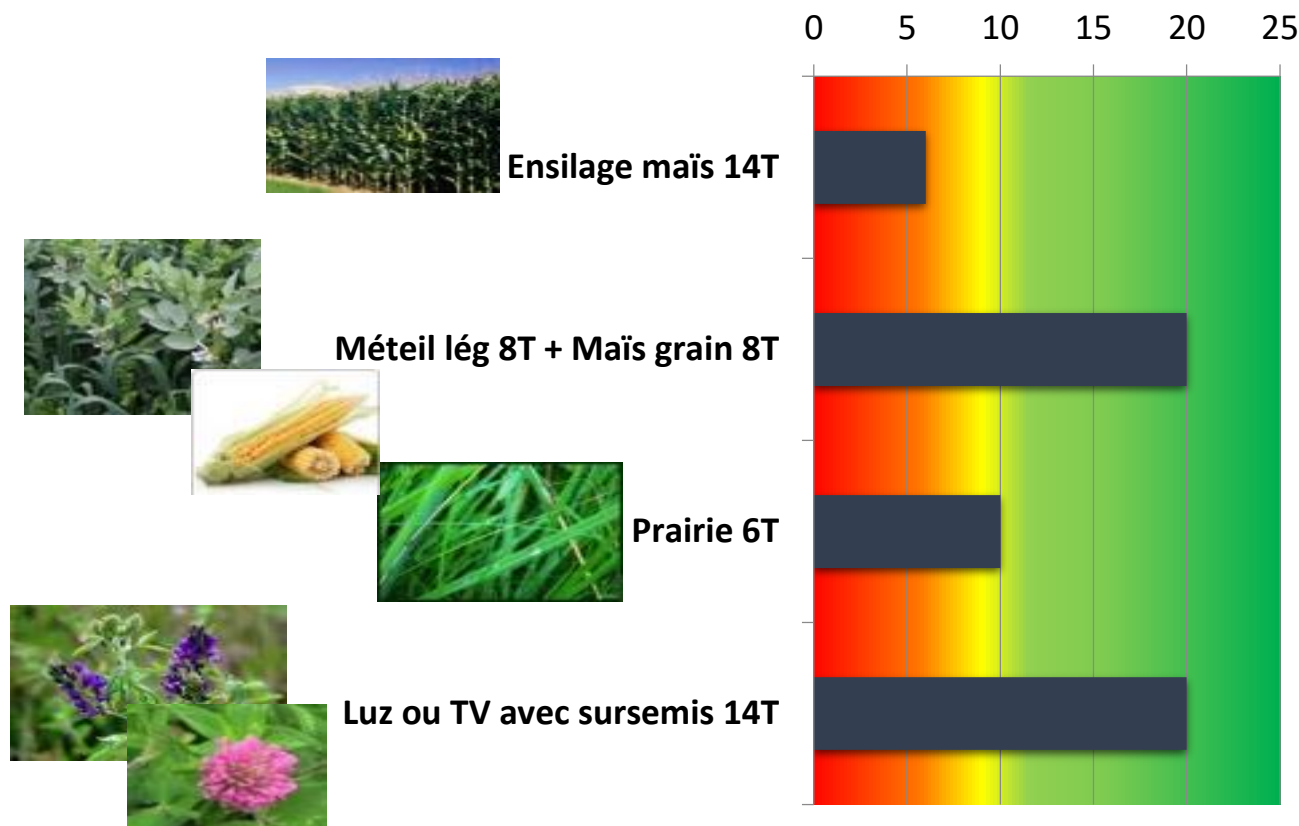 0 5 10 15 20 25
Ensilage maïs 14T
Méteil lég 8T + Maïs grain 8T
Prairie 6T
Luz ou TV avec sursemis 14T